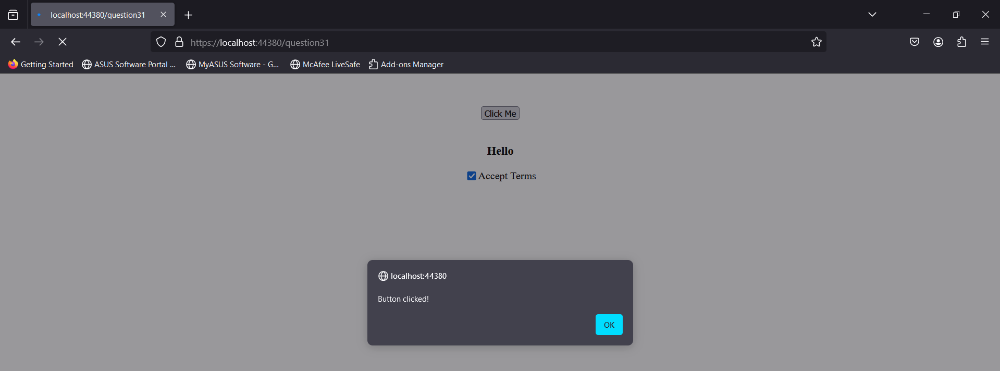 localhost:44380/question31
https://localhost:44380/question31
Getting Started ASUS Software Portal ... MyASUS Software - G... McAfee LiveSafe Add-ons Manager
Click Me
Hello
Accept Terms
localhost:44380
Button clicked!
OK